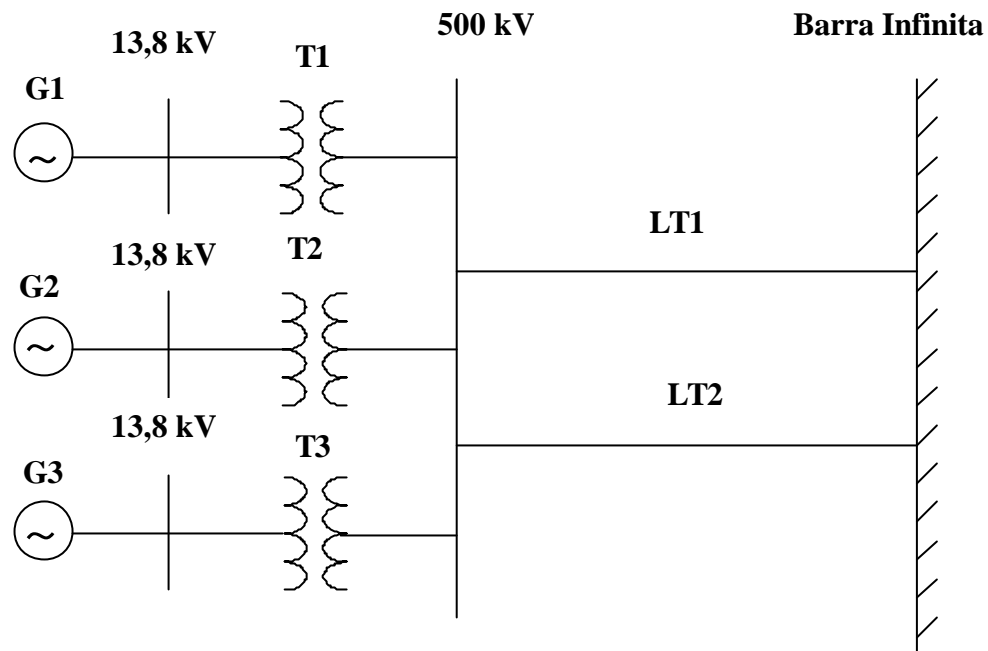 500 kV
Barra Infinita
13,8 kV
T1
G1
~
LT1
13,8 kV
T2
G2
~
LT2
13,8 kV
T3
G3
~